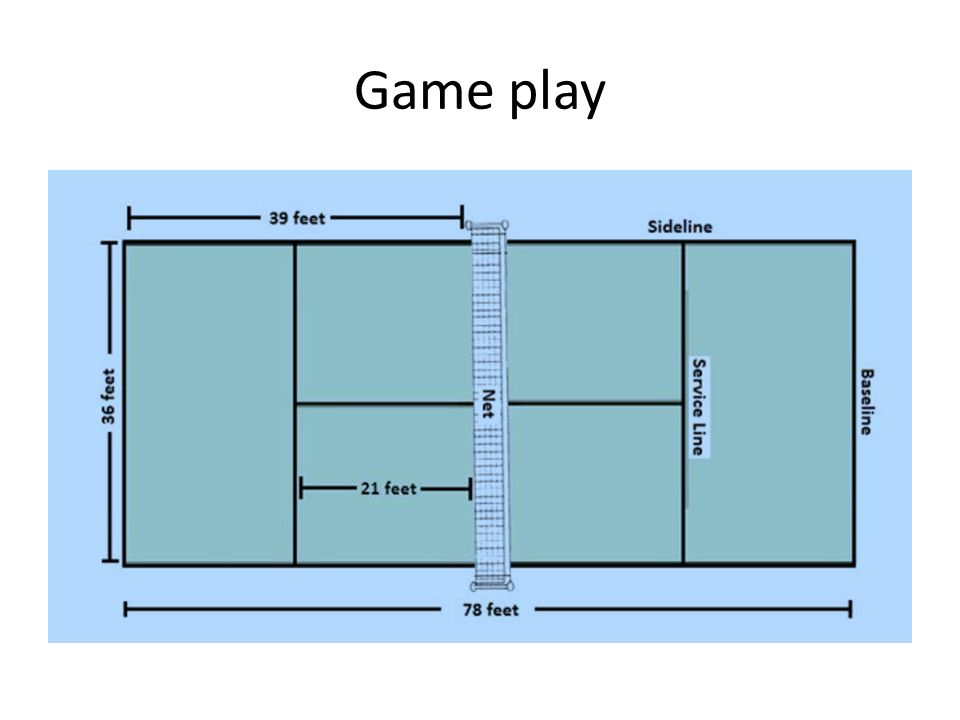 Game play
39 feet
Sideline
36 feet
Net
Service Line
Baseline
21 feet
78 feet